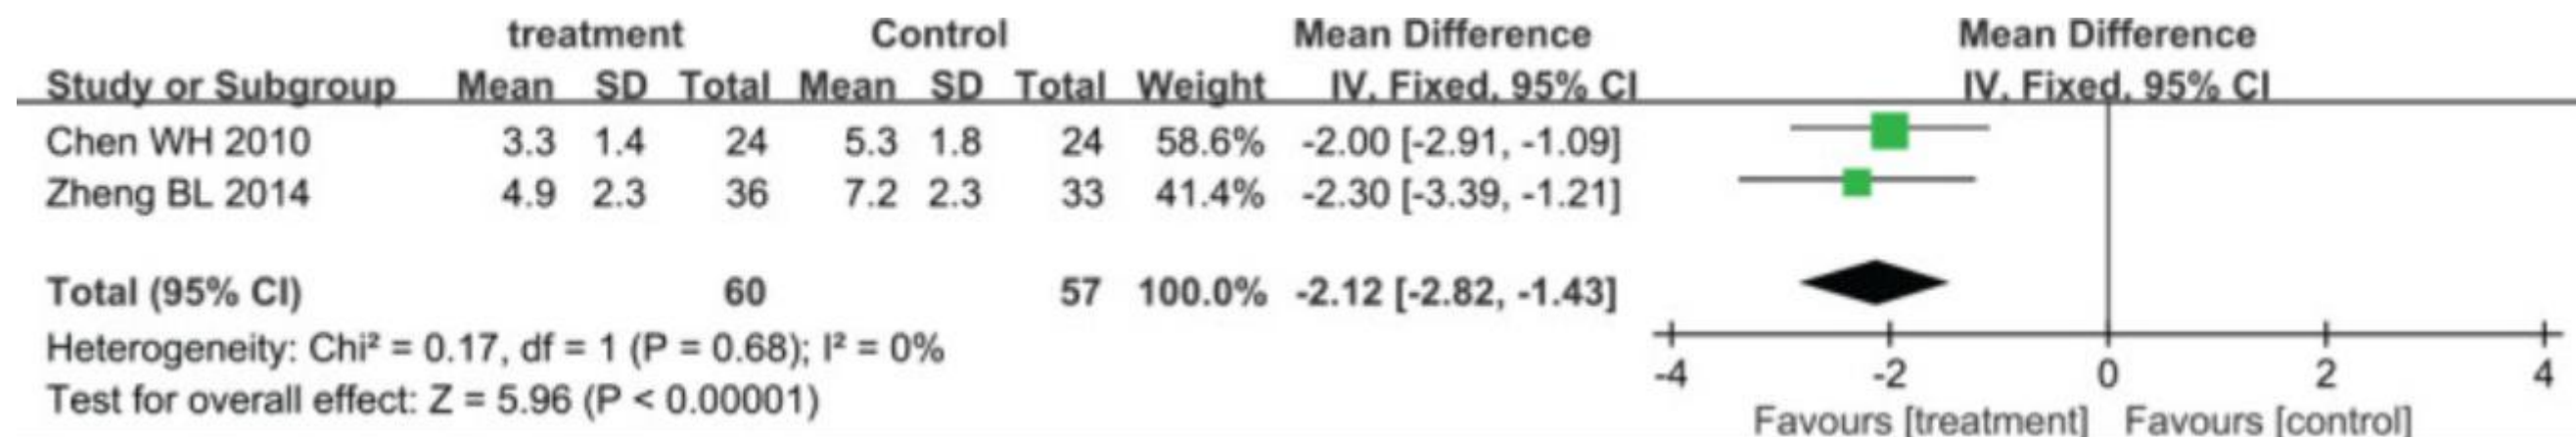 treatment Control Mean Difference Mean Difference
Study or Subgroup Mean SD Total Mean SD Total Weight IV, Fixed, 95% CI IV, Fixed, 95% CI
Chen WH 2010 3.3 1.4 24 5.3 1.8 24 58.6% -2.00 [-2.91, -1.09]
Zheng BL 2014 4.9 2.3 36 7.2 2.3 33 41.4% -2.30 [-3.39, -1.21]
Total (95% CI) 60 57 100.0% -2.12 [-2.82, -1.43]
Heterogeneity: Chi² = 0.17, df = 1 (P = 0.68); I² = 0%
Test for overall effect: Z = 5.96 (P < 0.00001)
-4 -2 0 2 4
Favours [treatment] Favours [control]